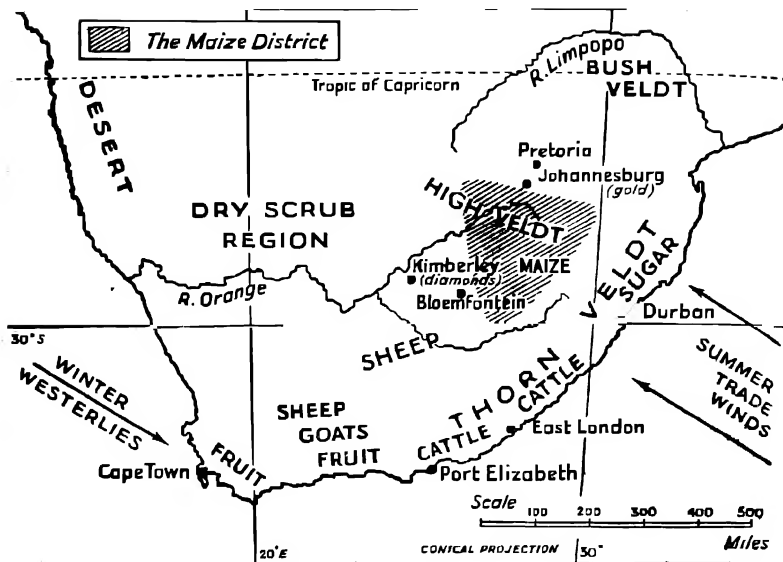 The Maize District
R. Limpopo
BUSH
VELDT
Tropic of Capricorn
DESERT
Pretoria
Johannesburg
(gold)
HIGH VELDT
DRY SCRUB
REGION
MAIZE
Kimberley
(diamonds)
Bloemfontein
R. Orange
VELDT
SUGAR
Durban
30° S
SHEEP
WINTER
WESTERLIES
SUMMER
TRADE
WINDS
THORN
CATTLE
CATTLE
SHEEP
GOATS
FRUIT
FRUIT
East London
Cape Town
Port Elizabeth
Scale
100 200 300 400 500
Miles
20°E
CONICAL PROJECTION
30°